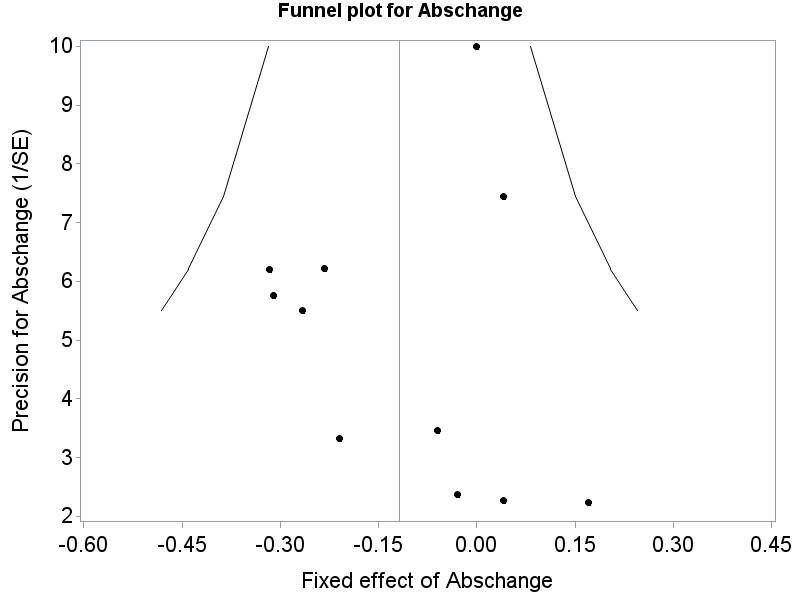 Funnel plot for Abschange
Precision for Abschange (1/SE)
10
9
8
7
6
5
4
3
2
-0.60 -0.45 -0.30 -0.15 0.00 0.15 0.30 0.45
Fixed effect of Abschange